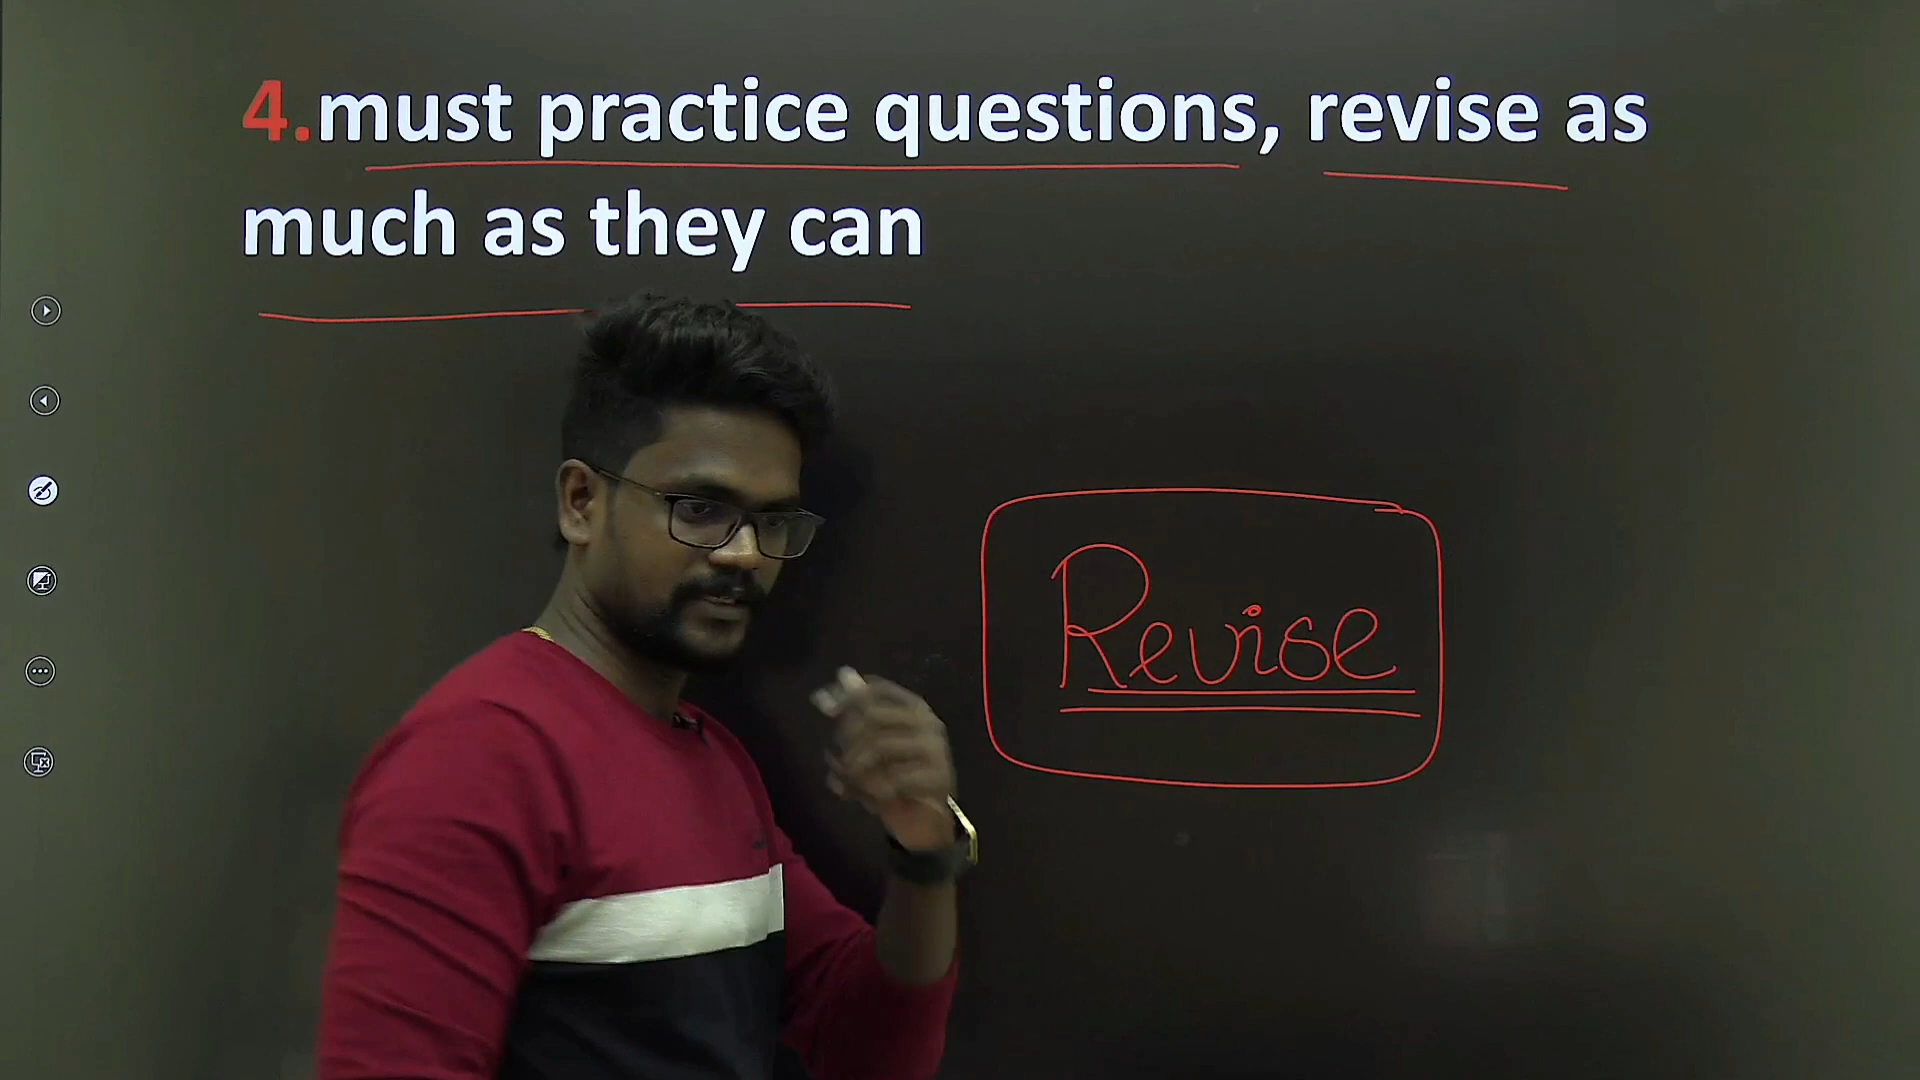 4.must practice questions, revise as
much as they can
Revise